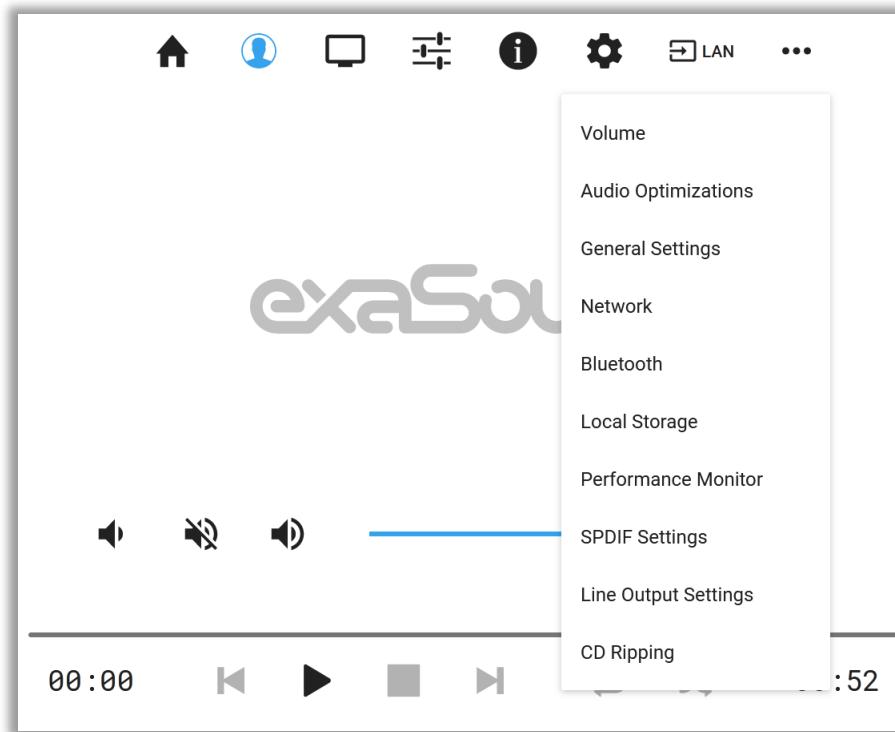 LAN
Volume
Audio Optimizations
General Settings
Network
Bluetooth
Local Storage
Performance Monitor
SPDIF Settings
Line Output Settings
CD Ripping
00:00
:52